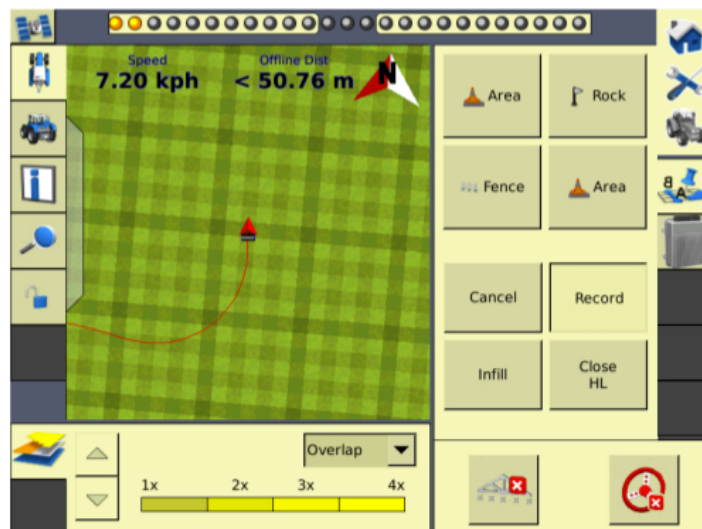 Speed
Offline Dist
7.20 kph
< 50.76 m
N
Area
Rock
Fence
Area
Cancel
Record
Infill
Close
HL
Overlap
1x 2x 3x 4x
B
A